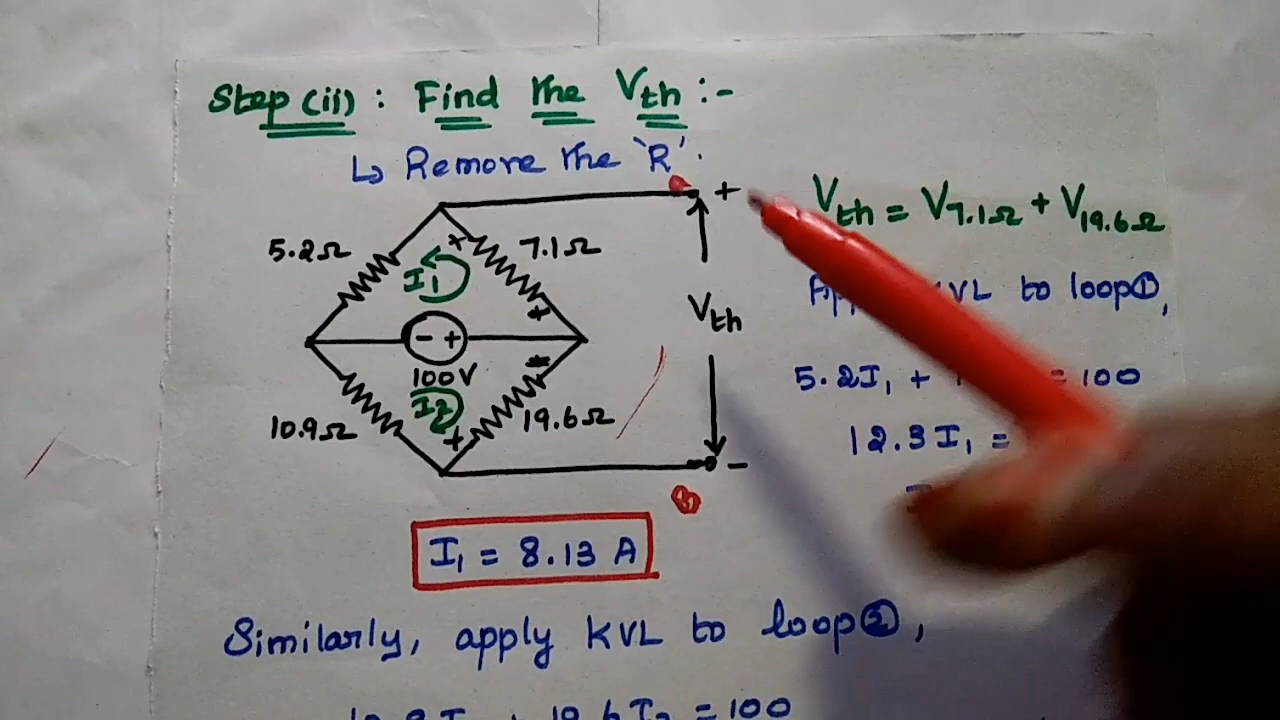 Step (ii) : Find the Vth :-
↳ Remove the 'R'.
+
Vth = V7.1Ω + V19.6Ω
5.2Ω
+
7.1Ω
I1
KVL to loop①,
+
Vth
- +
100V
5.2I1 + = 100
I2
10.9Ω
+
19.6Ω
12.3I1 =
-
I1 = 8.13 A
Similarly, apply KVL to loop②,
= 100